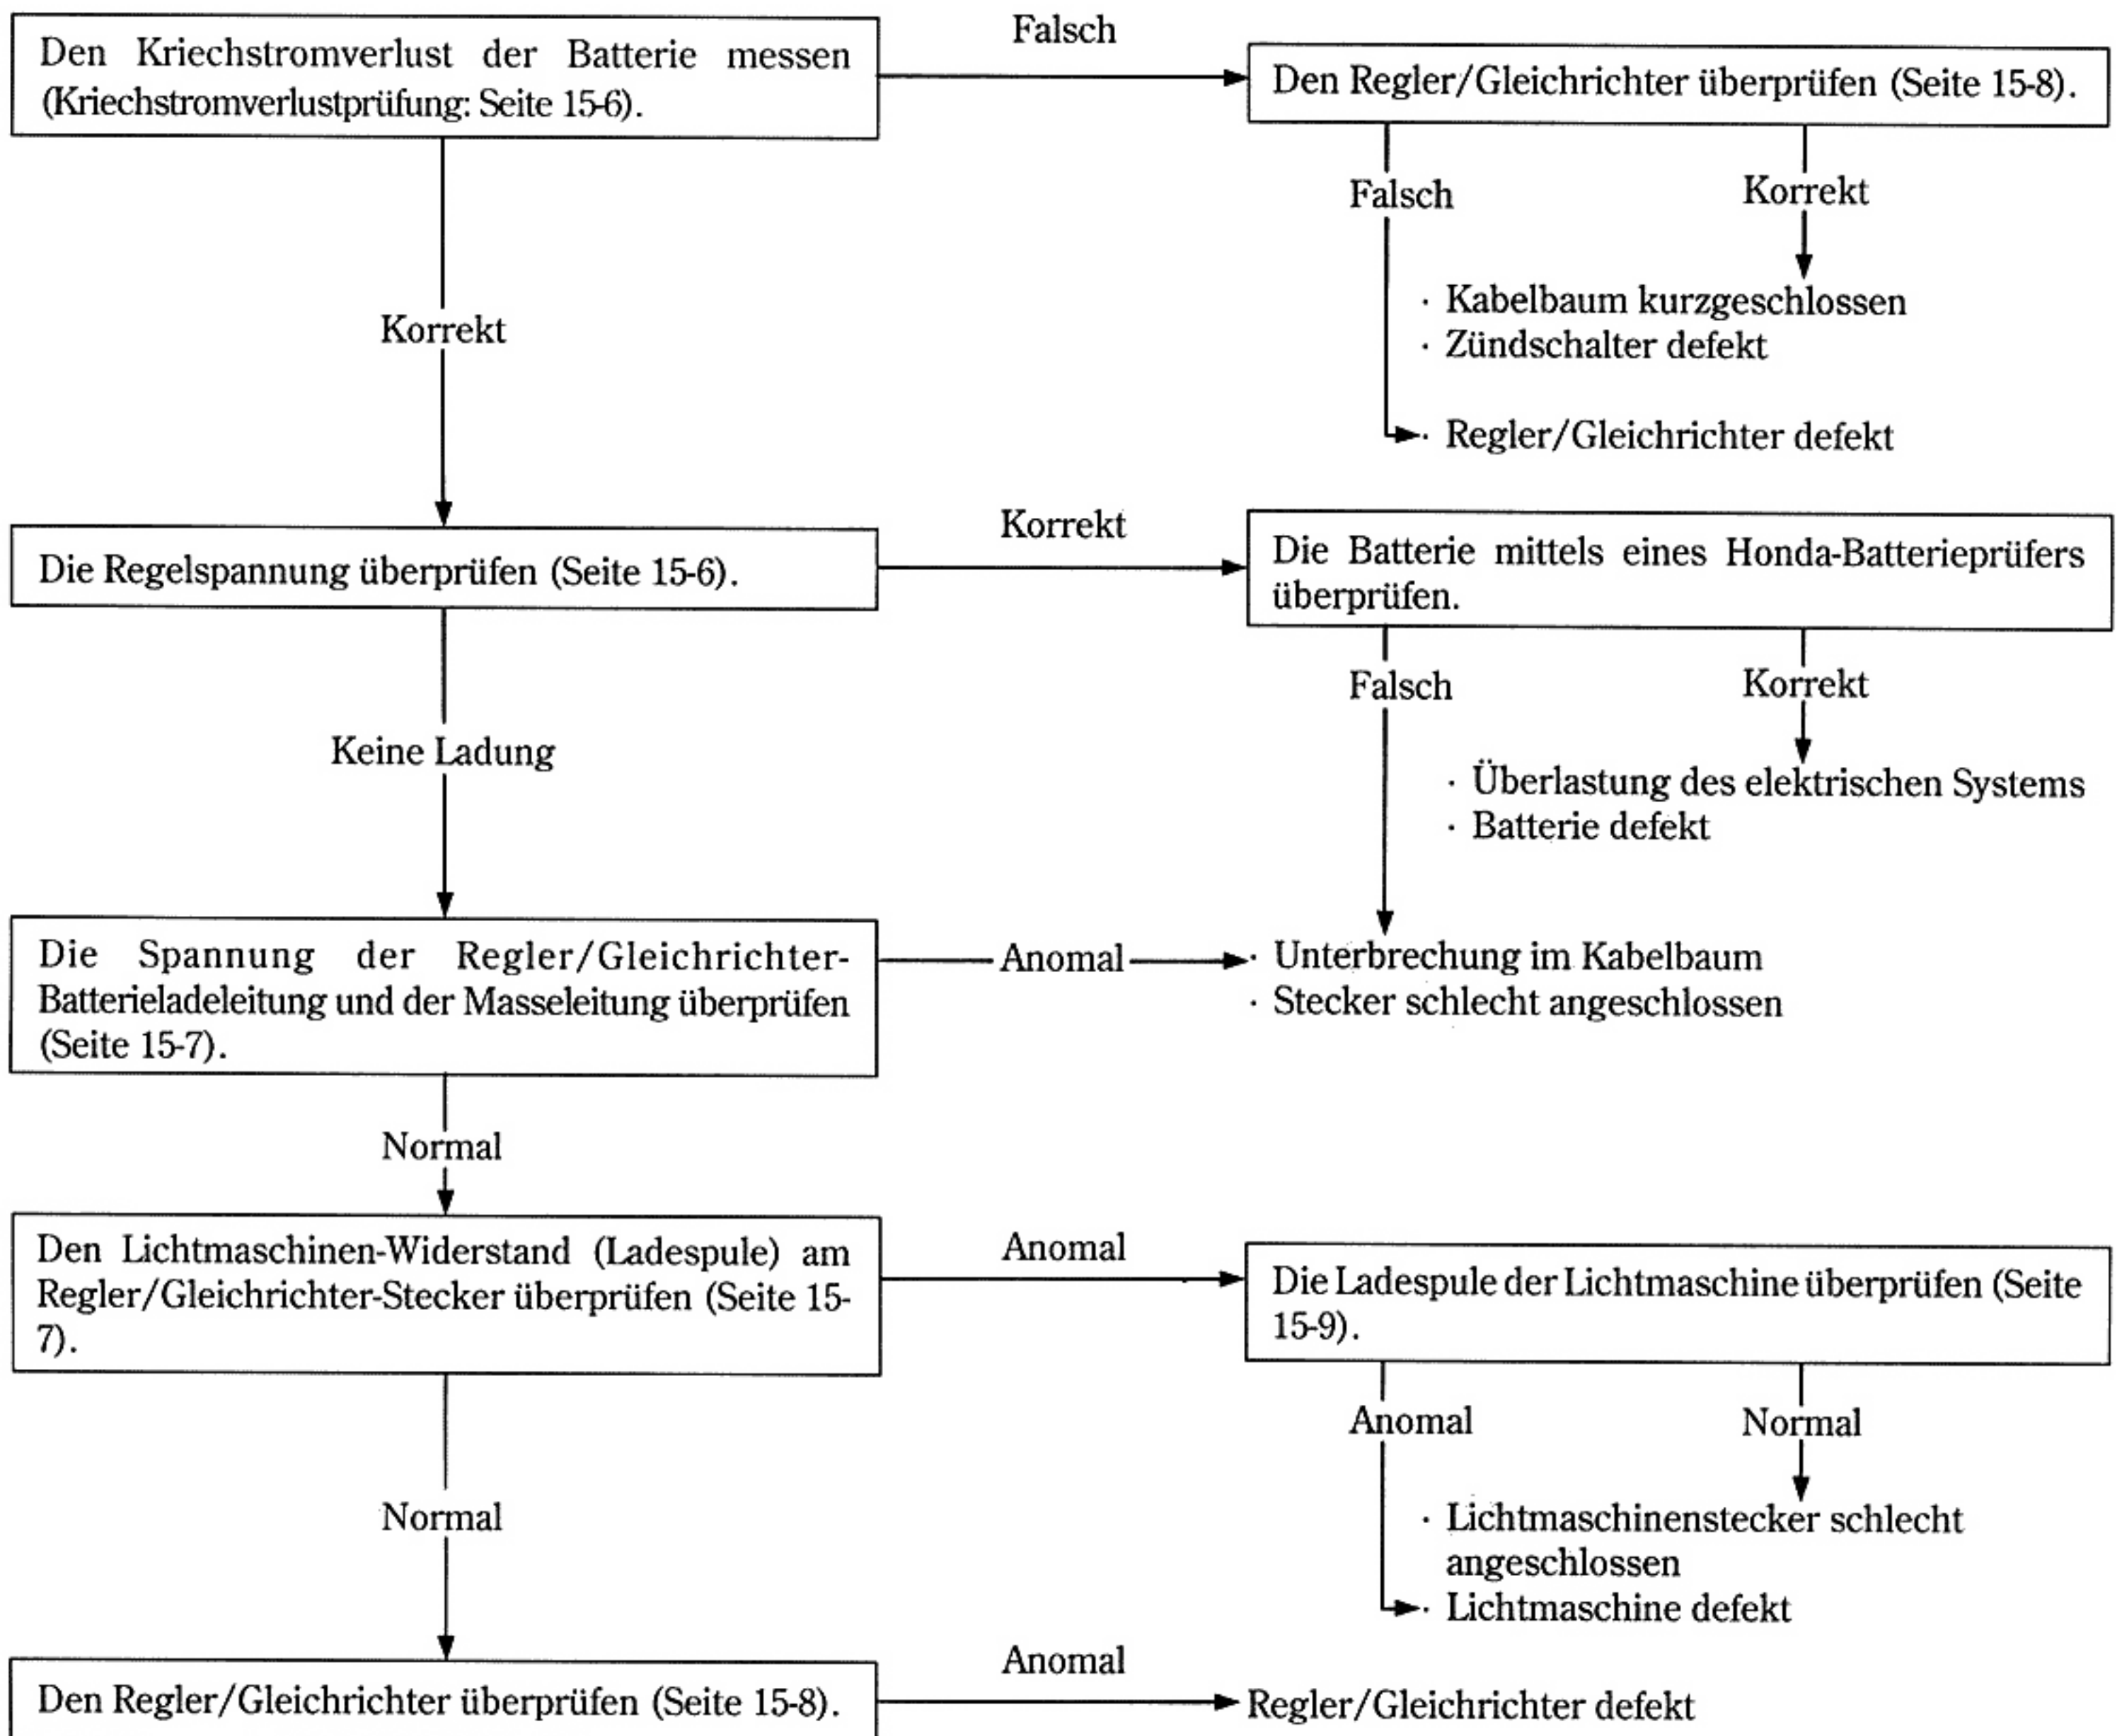 Falsch
Den Kriechstromverlust der Batterie messen
(Kriechstromverlustprüfung: Seite 15-6).
Den Regler/Gleichrichter überprüfen (Seite 15-8).
Falsch
Korrekt
· Kabelbaum kurzgeschlossen
· Zündschalter defekt
· Regler/Gleichrichter defekt
Korrekt
Die Regelspannung überprüfen (Seite 15-6).
Korrekt
Die Batterie mittels eines Honda-Batterieprüfers
überprüfen.
Falsch
Korrekt
· Überlastung des elektrischen Systems
· Batterie defekt
Keine Ladung
Die Spannung der Regler/Gleichrichter-
Batterieladeleitung und der Masseleitung überprüfen
(Seite 15-7).
Anomal
· Unterbrechung im Kabelbaum
· Stecker schlecht angeschlossen
Normal
Den Lichtmaschinen-Widerstand (Ladespule) am
Regler/Gleichrichter-Stecker überprüfen (Seite 15-
7).
Anomal
Die Ladespule der Lichtmaschine überprüfen (Seite
15-9).
Anomal
Normal
· Lichtmaschinenstecker schlecht
angeschlossen
· Lichtmaschine defekt
Normal
Den Regler/Gleichrichter überprüfen (Seite 15-8).
Anomal
Regler/Gleichrichter defekt